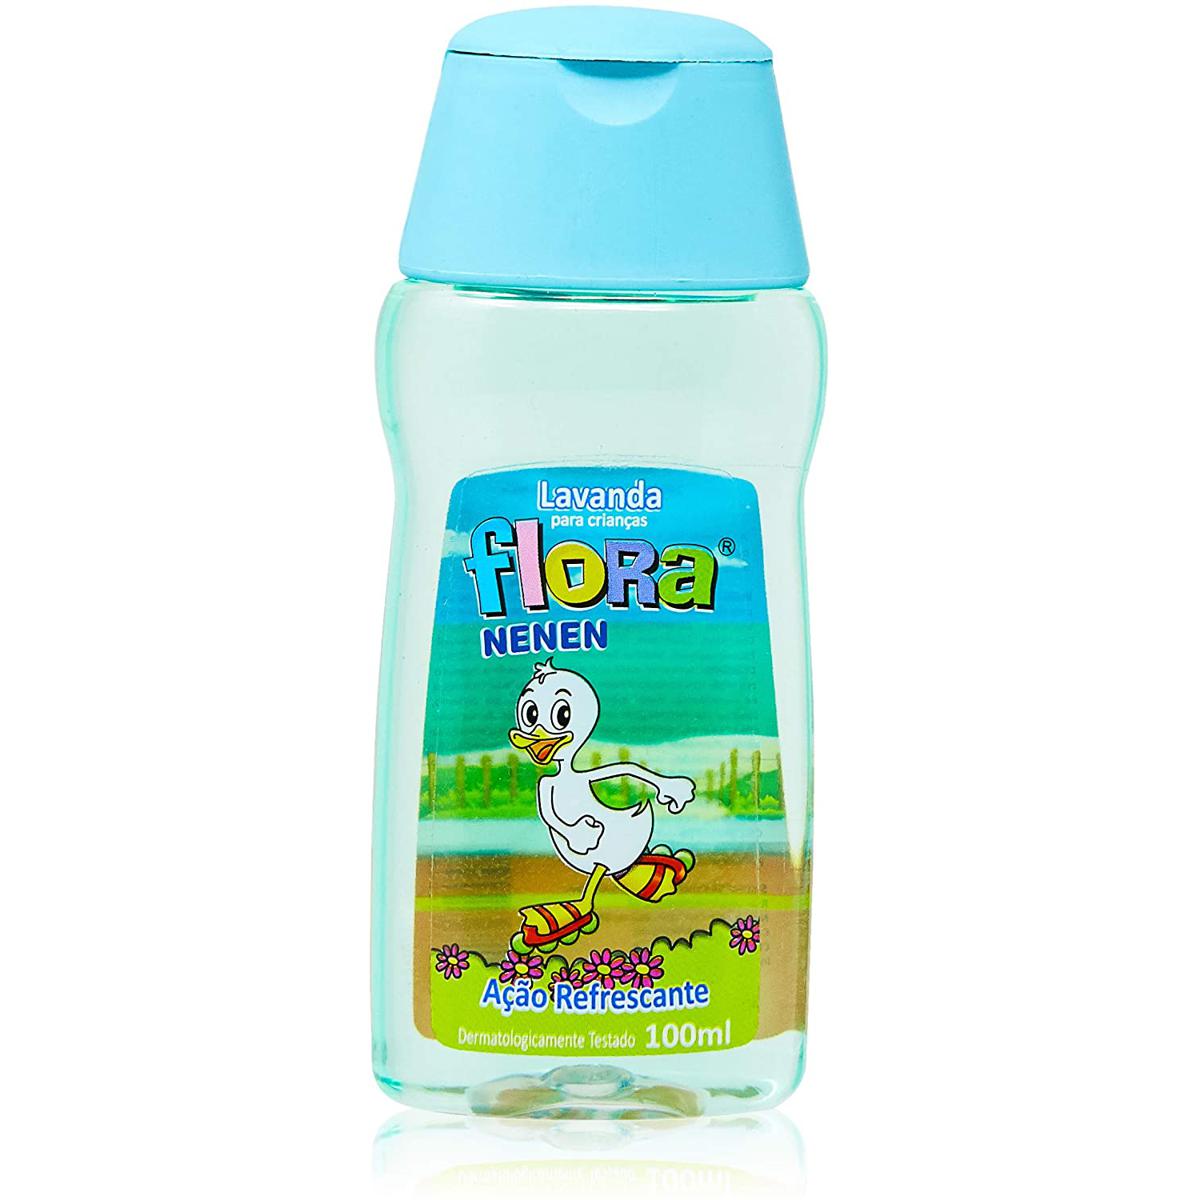 Lavanda
para crianças
flora®
NENEN
Ação Refrescante
Dermatologicamente Testado 100ml